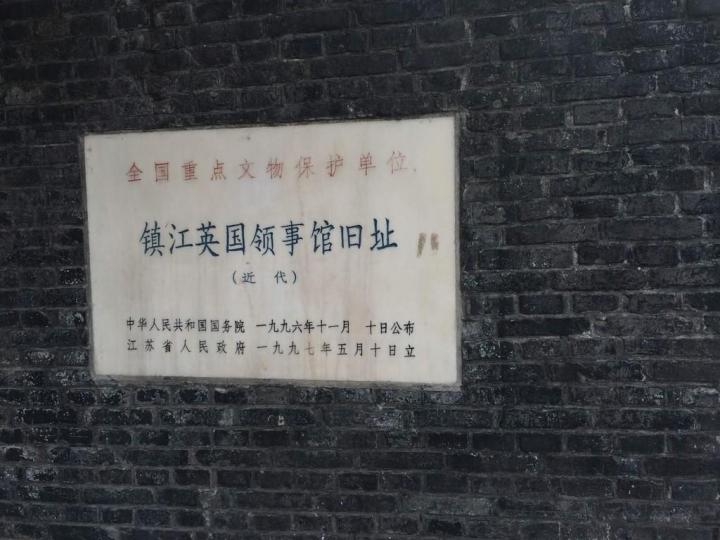 全国重点文物保护单位
镇江英国领事馆旧址
（近 代）
中华人民共和国国务院 一九九六年十一月 十日公布
江苏省人民政府 一九九七年五月十日立